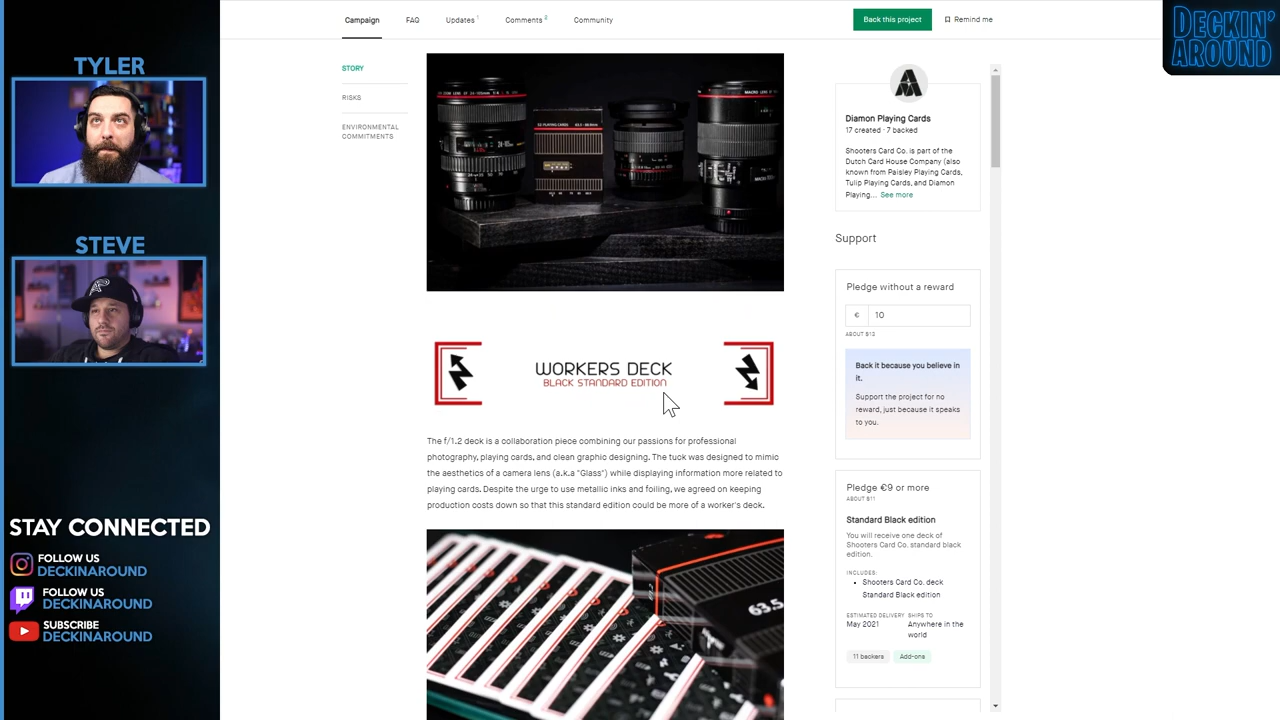 TYLER
STEVE
STAY CONNECTED
FOLLOW US
DECKINAROUND
FOLLOW US
DECKINAROUND
SUBSCRIBE
DECKINAROUND
Campaign
FAQ
Updates 1
Comments
Community
Back this project
Remind me
DECKIN'
AROUND
STORY
RISKS
ENVIRONMENTAL
COMMITMENTS
WORKERS DECK
BLACK STANDARD EDITION
The f/1.2 deck is a collaboration piece combining our passions for professional
photography, playing cards, and clean graphic designing. The tuck was designed to mimic
the aesthetics of a camera lens (a.k.a "Glass") while displaying information more related to
playing cards. Despite the urge to use metallic inks and foiling, we agreed on keeping
production costs down so that this standard edition could be more of a worker's deck.
63.5
Diamon Playing Cards
17 created · 7 backed
Shooters Card Co. is part of the
Dutch Card House Company (also
known from Paisley Playing Cards,
Tulip Playing Cards, and Diamon
Playing... See more
Support
Pledge without a reward
€ 10
ABOUT $12
Back it because you believe in
it.
Support the project for no
reward, just because it speaks
to you.
Pledge €9 or more
ABOUT $11
Standard Black edition
You will receive one deck of
Shooters Card Co. standard black
edition.
INCLUDES:
• Shooters Card Co. deck
Standard Black edition
ESTIMATED DELIVERY SHIPS TO
May 2021 Anywhere in the
world
11 backers Add-ons